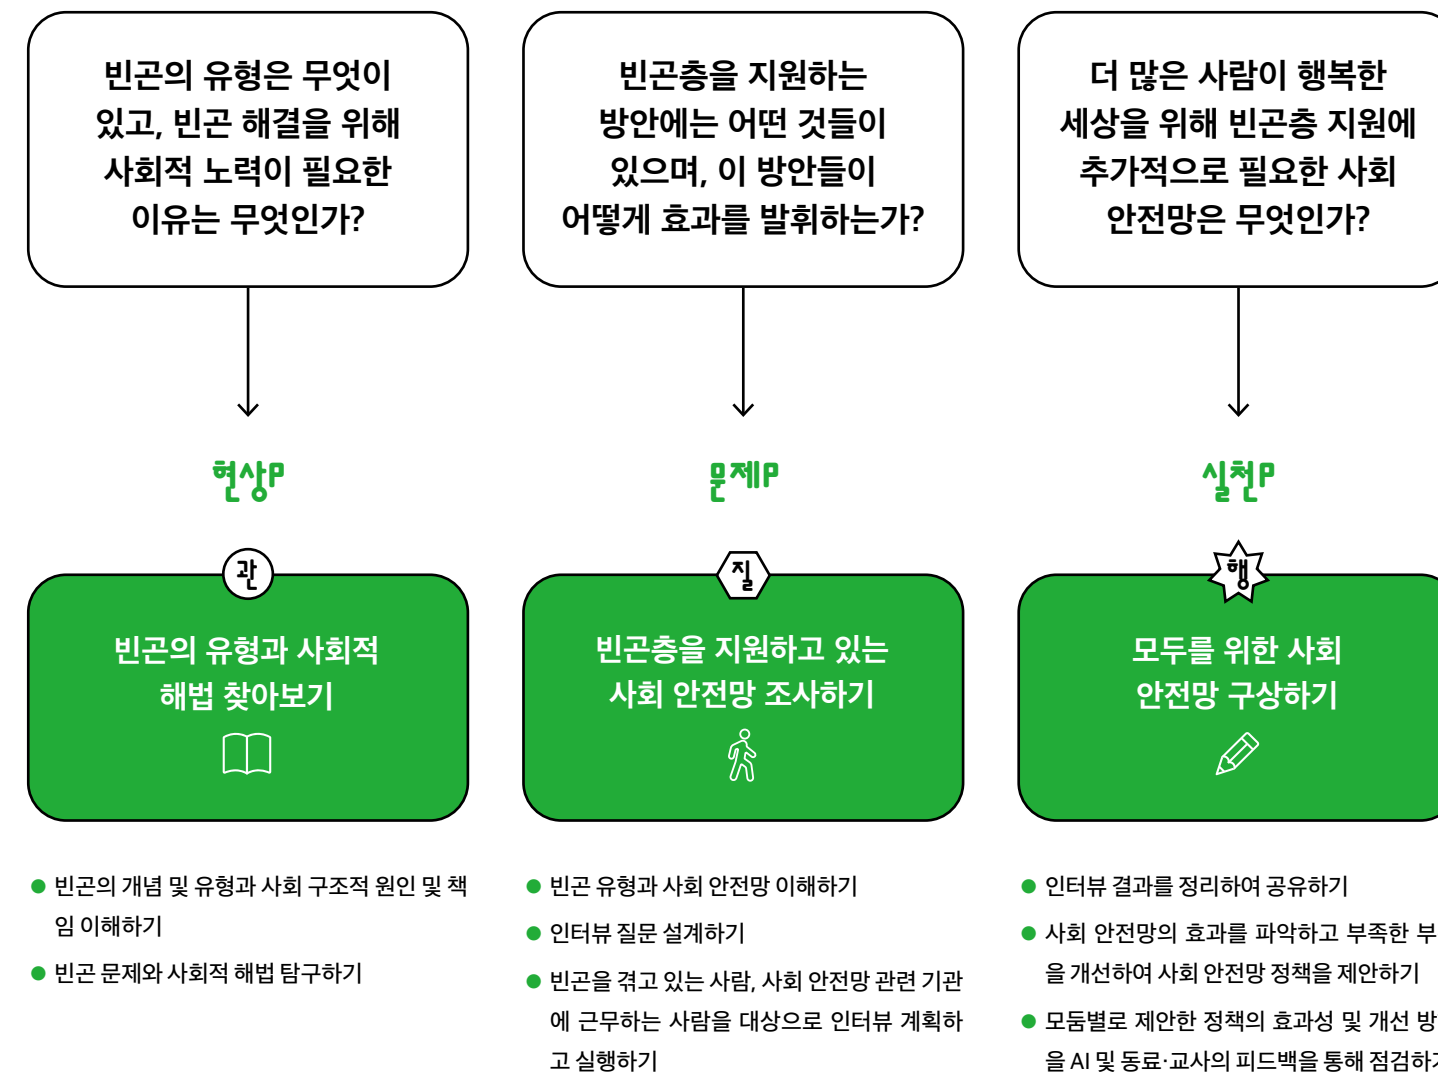 빈곤의 유형은 무엇이
있고, 빈곤 해결을 위해
사회적 노력이 필요한
이유는 무엇인가?
빈곤층을 지원하는
방안에는 어떤 것들이
있으며, 이 방안들이
어떻게 효과를 발휘하는가?
더 많은 사람이 행복한
세상을 위해 빈곤층 지원에
추가적으로 필요한 사회
안전망은 무엇인가?
현상P
문제P
실천P
관
질
행
빈곤의 유형과 사회적
해법 찾아보기
빈곤층을 지원하고 있는
사회 안전망 조사하기
모두를 위한 사회
안전망 구상하기
● 빈곤의 개념 및 유형과 사회 구조적 원인 및 책
임 이해하기
● 빈곤 문제와 사회적 해법 탐구하기
● 빈곤 유형과 사회 안전망 이해하기
● 인터뷰 질문 설계하기
● 빈곤을 겪고 있는 사람, 사회 안전망 관련 기관
에 근무하는 사람을 대상으로 인터뷰 계획하
고 실행하기
● 인터뷰 결과를 정리하여 공유하기
● 사회 안전망의 효과를 파악하고 부족한 부
을 개선하여 사회 안전망 정책을 제안하기
● 모둠별로 제안한 정책의 효과성 및 개선 방
을 AI 및 동료·교사의 피드백을 통해 점검하